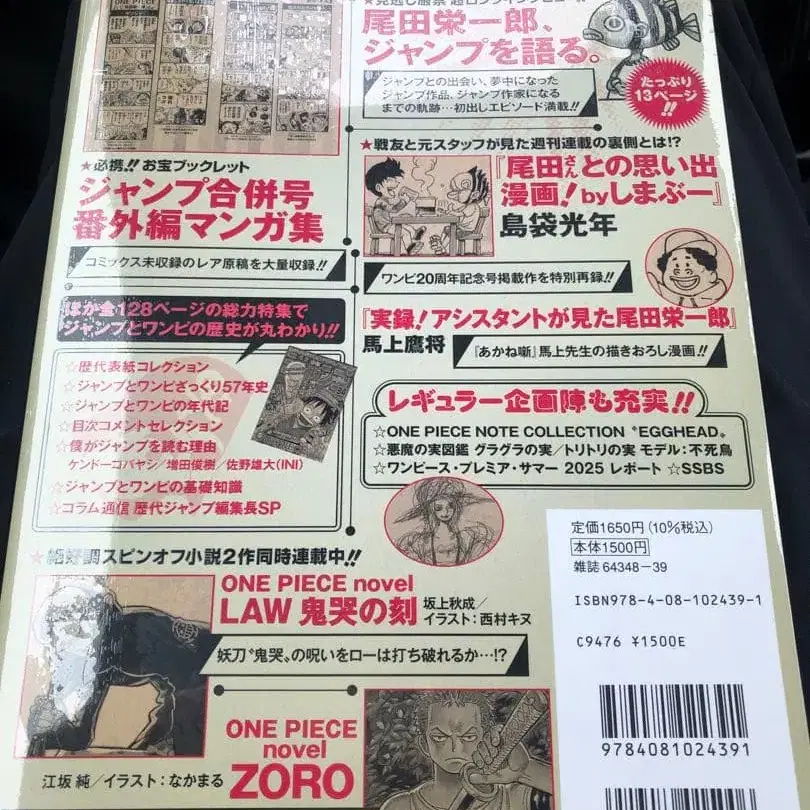 尾田栄一郎、
ジャンプを語る。
ジャンプとの出会い、夢中になった
ジャンプ作品、ジャンプ作家になる
までの軌跡…初出しエピソード満載!!
たっぷり
13ページ
!!
★必携!! お宝ブックレット
ジャンプ合併号
番外編マンガ集
コミックス未収録のレア原稿を大量収録!!
★戦友と元スタッフが見た週刊連載の裏側とは!?
『尾田さんとの思い出
漫画!byしまぶー』
島袋光年
ワンピ20周年記念号掲載作を特別再録!!
『実録!アシスタントが見た尾田栄一郎』
馬上鷹将
『あかね噺』馬上先生の描きおろし漫画!!
ほか全128ページの総力特集で
ジャンプとワンピの歴史が丸わかり!!
☆歴代表紙コレクション
☆ジャンプとワンピざっくり57年史
☆ジャンプとワンピの年代記
☆目次コメントセレクション
☆僕がジャンプを読む理由
ケンドーコバヤシ/増田俊樹/佐野雄大(INI)
☆ジャンプとワンピの基礎知識
☆コラム通信 歴代ジャンプ編集長SP
レギュラー企画陣も充実!!
☆ONE PIECE NOTE COLLECTION 〝EGGHEAD〟
☆悪魔の実図鑑 グラグラの実/トリトリの実 モデル:不死鳥
☆ワンピース・プレミア・サマー 2025 レポート ☆SSBS
★絶好調スピンオフ小説2作同時連載中!!
ONE PIECE novel
LAW 鬼哭の刻
坂上秋成/
イラスト:西村キヌ
妖刀〝鬼哭〟の呪いをローは打ち破れるか…!?
ONE PIECE
novel
ZORO
江坂 純/イラスト:なかまる
定価1650円(10%税込)
本体1500円
雑誌 64348-39
ISBN978-4-08-102439-1
C9476 ¥1500E
9784081024391